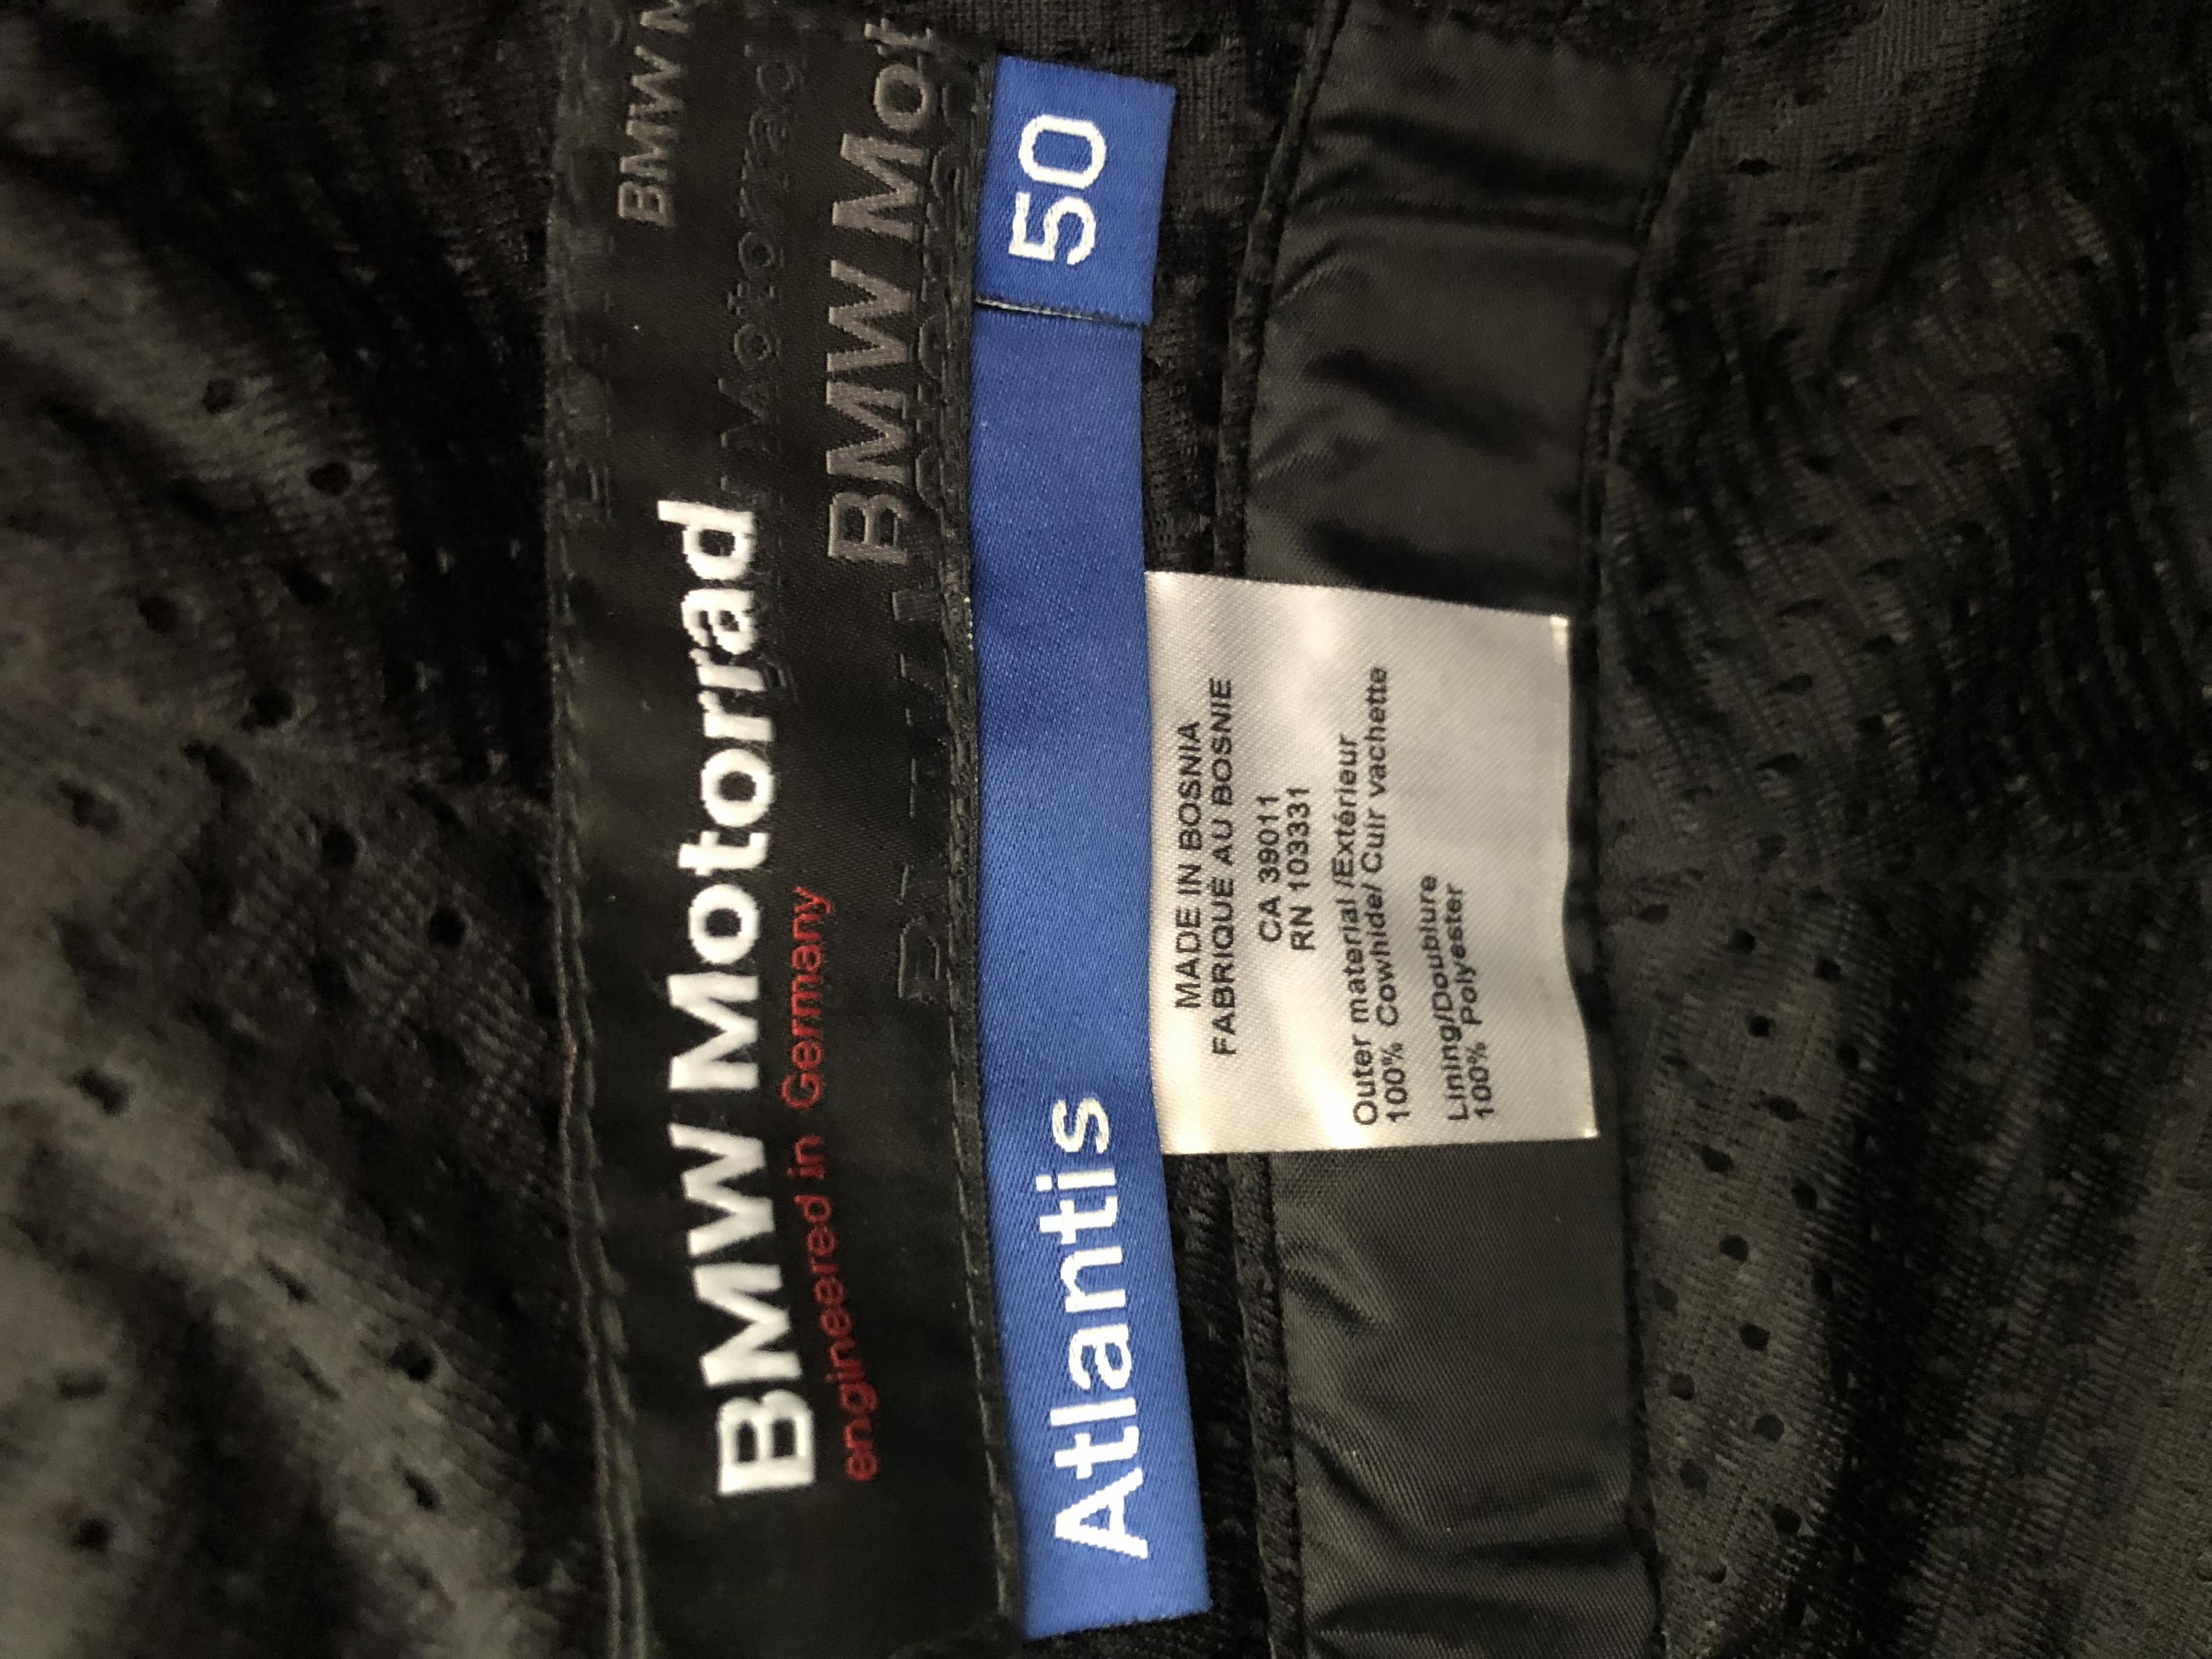 BMW M
Motorrad
BMW Mot
BMW Motorrad
engineered in Germany
Atlantis
50
MADE IN BOSNIA
FABRIQUÉ AU BOSNIE
CA 39011
RN 103331
Outer material /Extérieur
100% Cowhide/ Cuir vachette
Lining/Doublure
100% Polyester